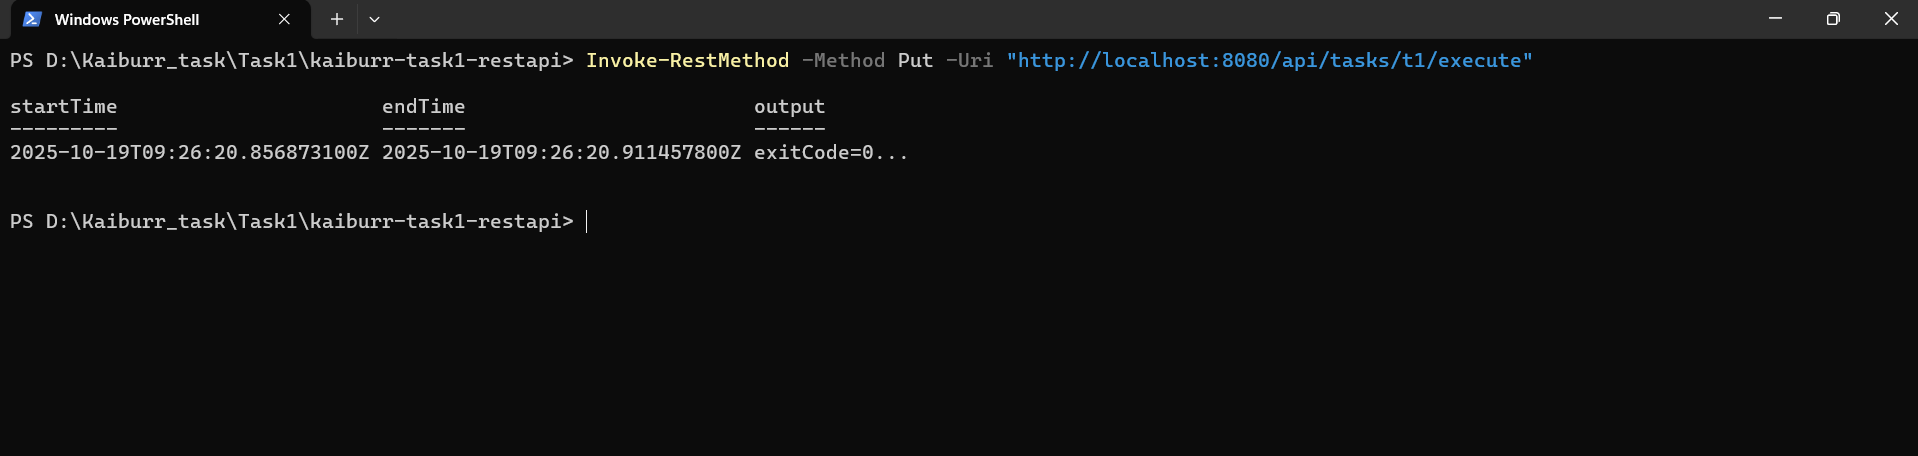 Windows PowerShell
PS D:\Kaiburr_task\Task1\kaiburr-task1-restapi> Invoke-RestMethod -Method Put -Uri "http://localhost:8080/api/tasks/t1/execute"
startTime endTime output
--------- ------- ------
2025-10-19T09:26:20.856873100Z 2025-10-19T09:26:20.911457800Z exitCode=0...
PS D:\Kaiburr_task\Task1\kaiburr-task1-restapi>